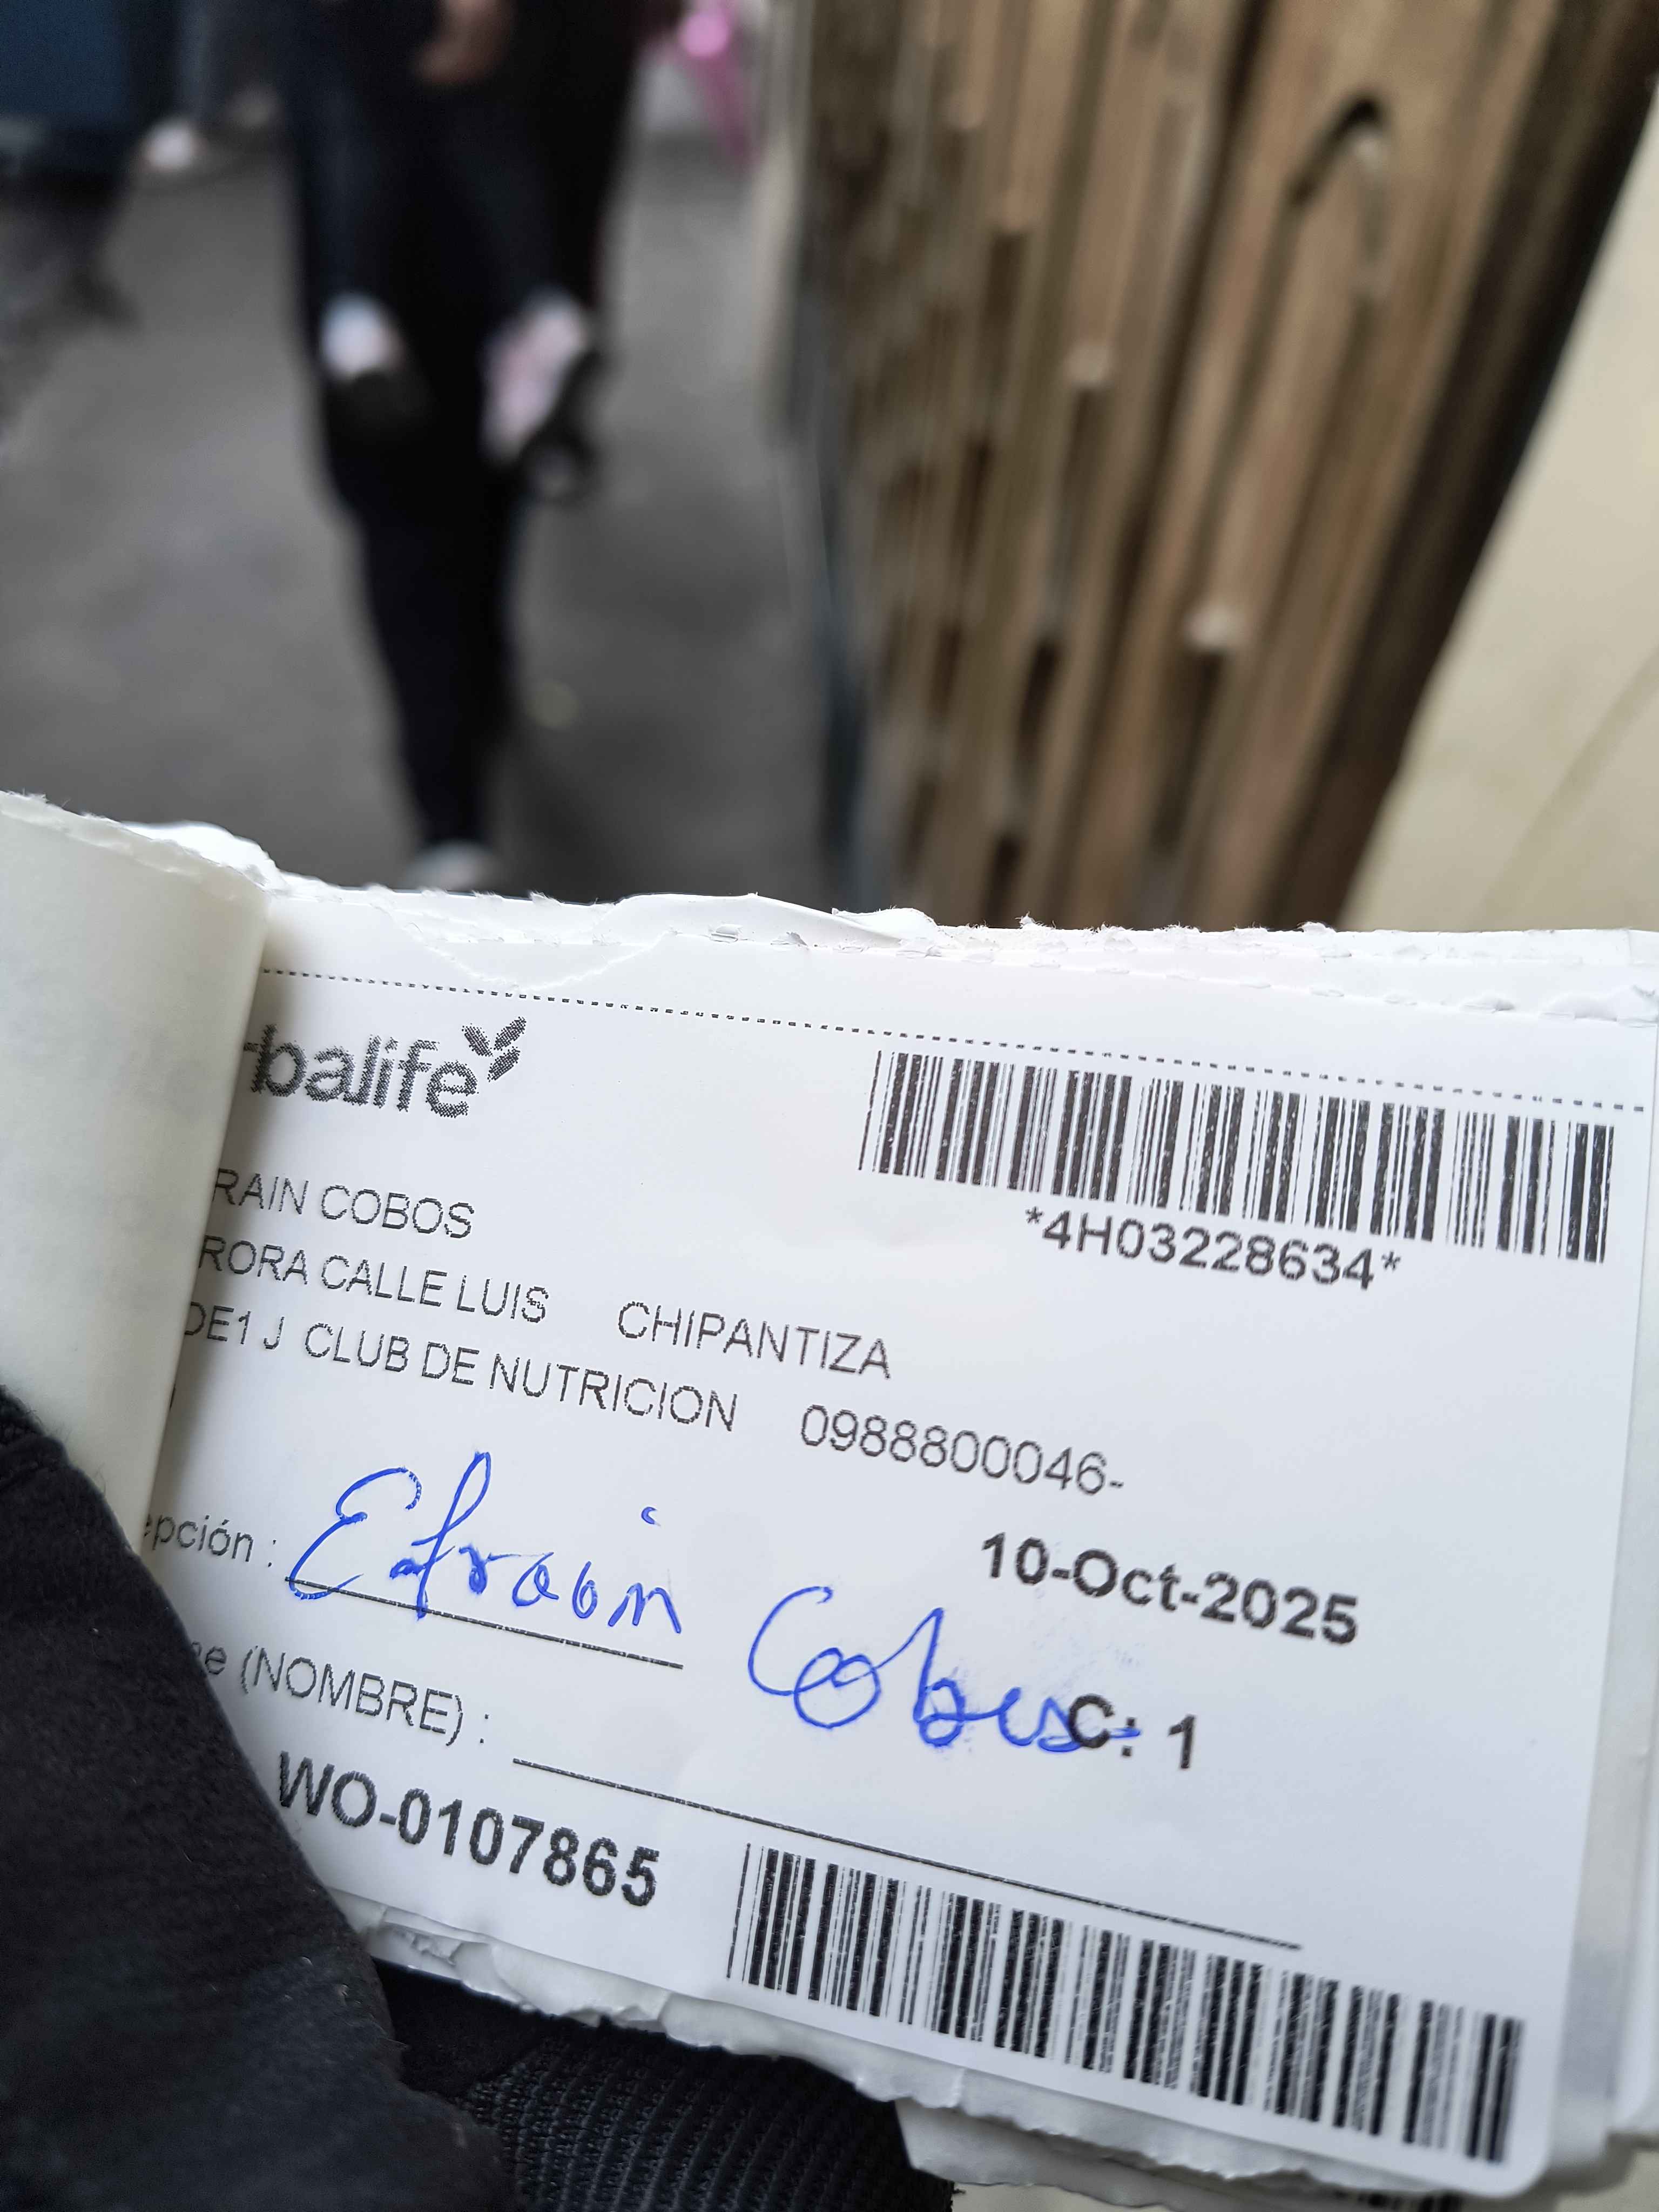 rbalife
*4H03228634*
RAIN COBOS
RORA CALLE LUIS CHIPANTIZA
DE1 J CLUB DE NUTRICION 0988800046-
epción : Efraín Cobos
10-Oct-2025
e (NOMBRE) :
C: 1
WO-0107865